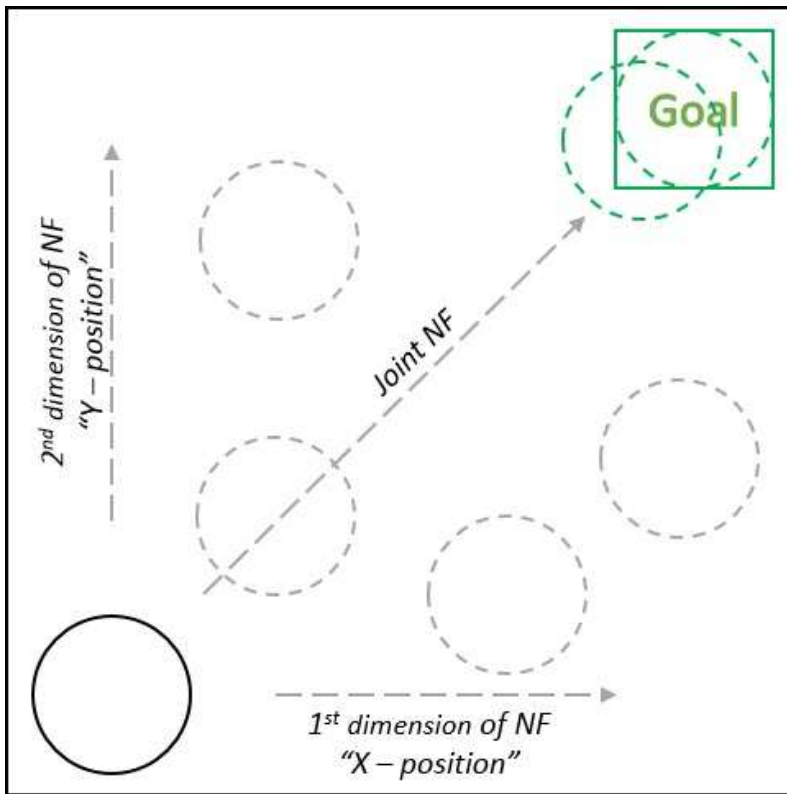 Goal
2nd dimension of NF
“Y – position”
Joint NF
1st dimension of NF
“X – position”